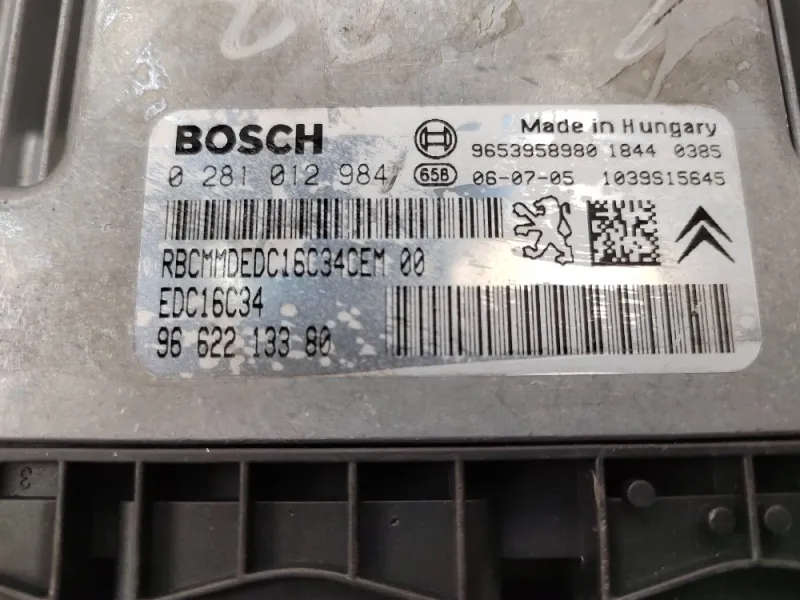 BOSCH
Made in Hungary
9653958980 1844 0385
0 281 012 984
658
06-07-05 1039S15645
RBCMMDEDC16C34CEM 00
EDC16C34
96 622 133 80
3